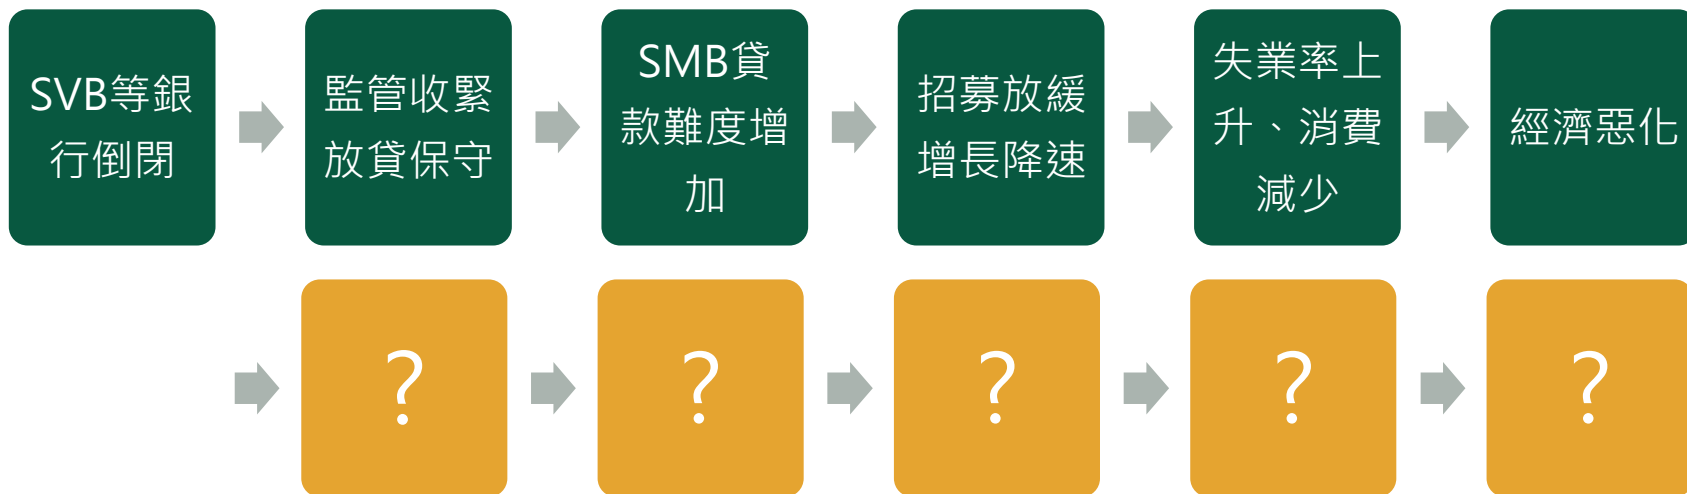 SVB等銀
行倒閉
監管收緊
放貸保守
SMB貸
款難度增
加
招募放緩
增長降速
失業率上
升、消費
減少
經濟惡化
？
？
？
？
？